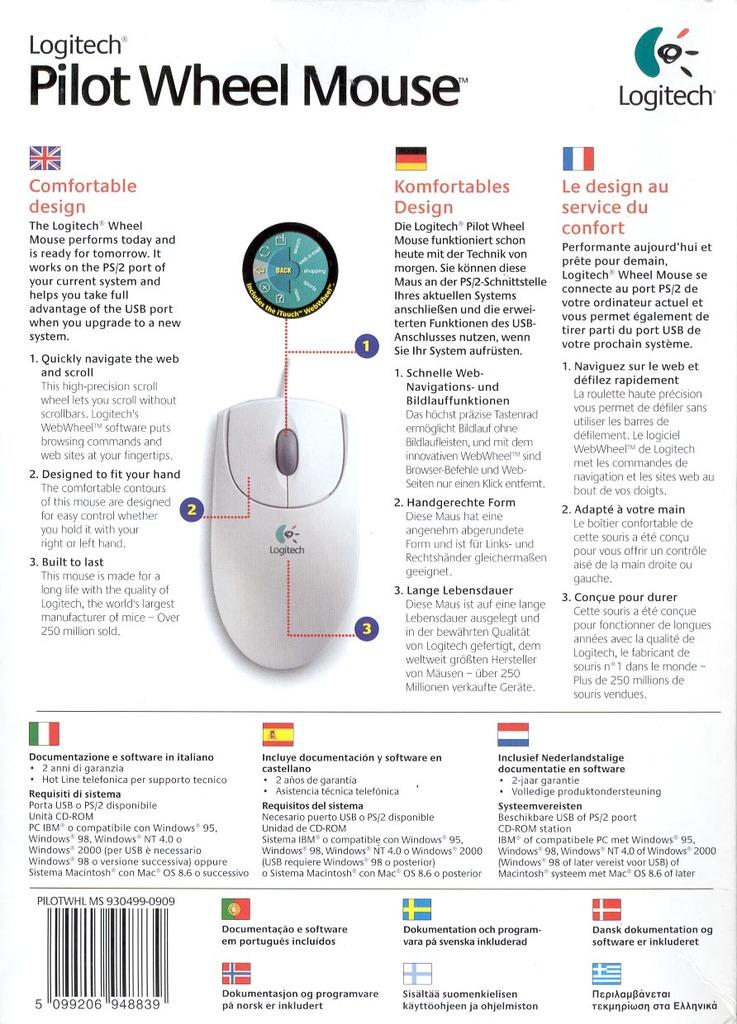 Logitech®
Pilot Wheel Mouse™
Logitech®
Comfortable
design
The Logitech® Wheel
Mouse performs today and
is ready for tomorrow. It
works on the PS/2 port of
your current system and
helps you take full
advantage of the USB port
when you upgrade to a new
system.
1. Quickly navigate the web
and scroll
This high-precision scroll
wheel lets you scroll without
scrollbars. Logitech's
WebWheel™ software puts
browsing commands and
web sites at your fingertips.
2. Designed to fit your hand
The comfortable contours
of this mouse are designed
for easy control whether
you hold it with your
right or left hand.
3. Built to last
This mouse is made for a
long life with the quality of
Logitech, the world's largest
manufacturer of mice – Over
250 million sold.
BACK
shopping
Includes the iTouch™ WebWheel™
1
2
Logitech
3
Komfortables
Design
Die Logitech® Pilot Wheel
Mouse funktioniert schon
heute mit der Technik von
morgen. Sie können diese
Maus an der PS/2-Schnittstelle
Ihres aktuellen Systems
anschließen und die erwei-
terten Funktionen des USB-
Anschlusses nutzen, wenn
Sie Ihr System aufrüsten.
1. Schnelle Web-
Navigations- und
Bildlauffunktionen
Das höchst präzise Tastenrad
ermöglicht Bildlauf ohne
Bildlaufleisten, und mit dem
innovativen WebWheel™ sind
Browser-Befehle und Web-
Seiten nur einen Klick entfernt.
2. Handgerechte Form
Diese Maus hat eine
angenehm abgerundete
Form und ist für Links- und
Rechtshänder gleichermaßen
geeignet.
3. Lange Lebensdauer
Diese Maus ist auf eine lange
Lebensdauer ausgelegt und
in der bewährten Qualität
von Logitech gefertigt, dem
weltweit größten Hersteller
von Mäusen – über 250
Millionen verkaufte Geräte.
Le design au
service du
confort
Performante aujourd'hui et
prête pour demain,
Logitech® Wheel Mouse se
connecte au port PS/2 de
votre ordinateur actuel et
vous permet également de
tirer parti du port USB de
votre prochain système.
1. Naviguez sur le web et
défilez rapidement
La roulette haute précision
vous permet de défiler sans
utiliser les barres de
défilement. Le logiciel
WebWheel™ de Logitech
met les commandes de
navigation et les sites web au
bout de vos doigts.
2. Adapté à votre main
Le boîtier confortable de
cette souris a été conçu
pour vous offrir un contrôle
aisé de la main droite ou
gauche.
3. Conçue pour durer
Cette souris a été conçue
pour fonctionner de longues
années avec la qualité de
Logitech, le fabricant de
souris n°1 dans le monde –
Plus de 250 millions de
souris vendues.
Documentazione e software in italiano
• 2 anni di garanzia
• Hot Line telefonica per supporto tecnico
Requisiti di sistema
Porta USB o PS/2 disponibile
Unità CD-ROM
PC IBM® o compatibile con Windows® 95,
Windows® 98, Windows® NT 4.0 o
Windows® 2000 (per USB è necessario
Windows® 98 o versione successiva) oppure
Sistema Macintosh® con Mac® OS 8.6 o successivo
Incluye documentación y software en
castellano
• 2 años de garantía
• Asistencia técnica telefónica
Requisitos del sistema
Necesario puerto USB o PS/2 disponible
Unidad de CD-ROM
Sistema IBM® o compatible con Windows® 95,
Windows® 98, Windows® NT 4.0 o Windows® 2000
(USB requiere Windows® 98 o posterior)
o Sistema Macintosh® con Mac® OS 8.6 o posterior
Inclusief Nederlandstalige
documentatie en software
• 2-jaar garantie
• Volledige produktondersteuning
Systeemvereisten
Beschikbare USB of PS/2 poort
CD-ROM station
IBM® of compatibele PC met Windows® 95,
Windows® 98, Windows® NT 4.0 of Windows® 2000
(Windows® 98 of later vereist voor USB) of
Macintosh® systeem met Mac® OS 8.6 of later
PILOTWHL MS 930499-0909
5 099206 948839
Documentação e software
em português incluídos
Dokumentation och program-
vara på svenska inkluderad
Dansk dokumentation og
software er inkluderet
Dokumentasjon og programvare
på norsk er inkludert
Sisältää suomenkielisen
käyttöohjeen ja ohjelmiston
Περιλαμβάνεται
τεκμηρίωση στα Ελληνικά